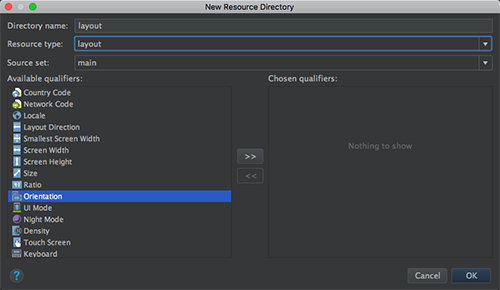 New Resource Directory
Directory name: layout
Resource type: layout
Source set: main
Available qualifiers: Chosen qualifiers:
Country Code
Network Code
Locale
Layout Direction
Smallest Screen Width
Screen Width
Screen Height
Size
Ratio
Orientation
UI Mode
Night Mode
Density
Touch Screen
Keyboard
>>
<<
Nothing to show
?
Cancel
OK